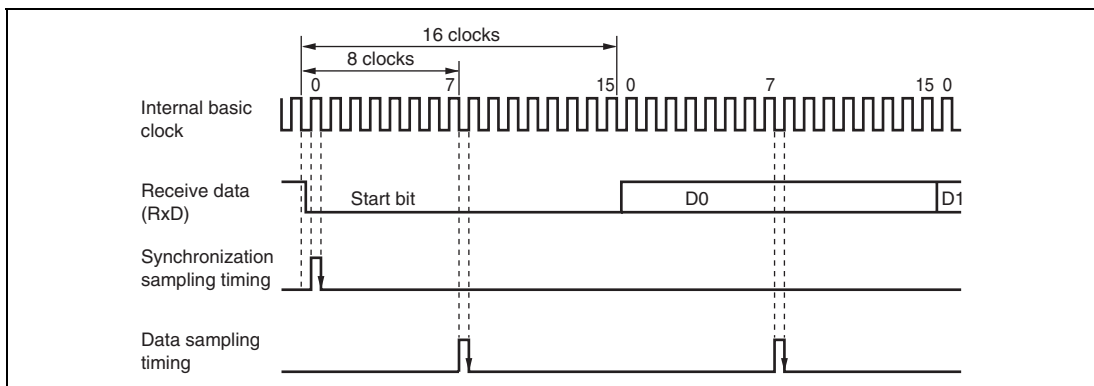 16 clocks
8 clocks
0 7 15 0 7 15 0
Internal basic
clock
Receive data
(RxD)
Start bit D0 D1
Synchronization
sampling timing
Data sampling
timing